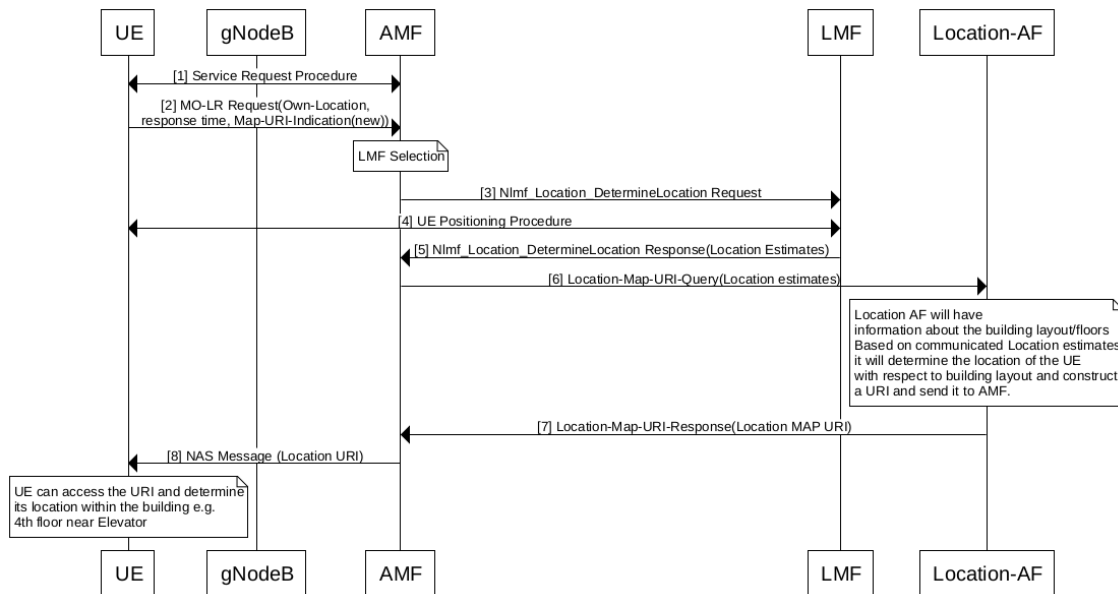 UE
gNodeB
AMF
LMF
Location-AF
[1] Service Request Procedure
[2] MO-LR Request(Own-Location,
response time, Map-URI-Indication(new))
LMF Selection
[3] Nlmf_Location_DetermineLocation Request
[4] UE Positioning Procedure
[5] Nlmf_Location_DetermineLocation Response(Location Estimates)
[6] Location-Map-URI-Query(Location estimates)
Location AF will have
information about the building layout/floors
Based on communicated Location estimates
it will determine the location of the UE
with respect to building layout and construct
a URI and send it to AMF.
[7] Location-Map-URI-Response(Location MAP URI)
[8] NAS Message (Location URI)
UE can access the URI and determine
its location within the building e.g.
4th floor near Elevator
UE
gNodeB
AMF
LMF
Location-AF